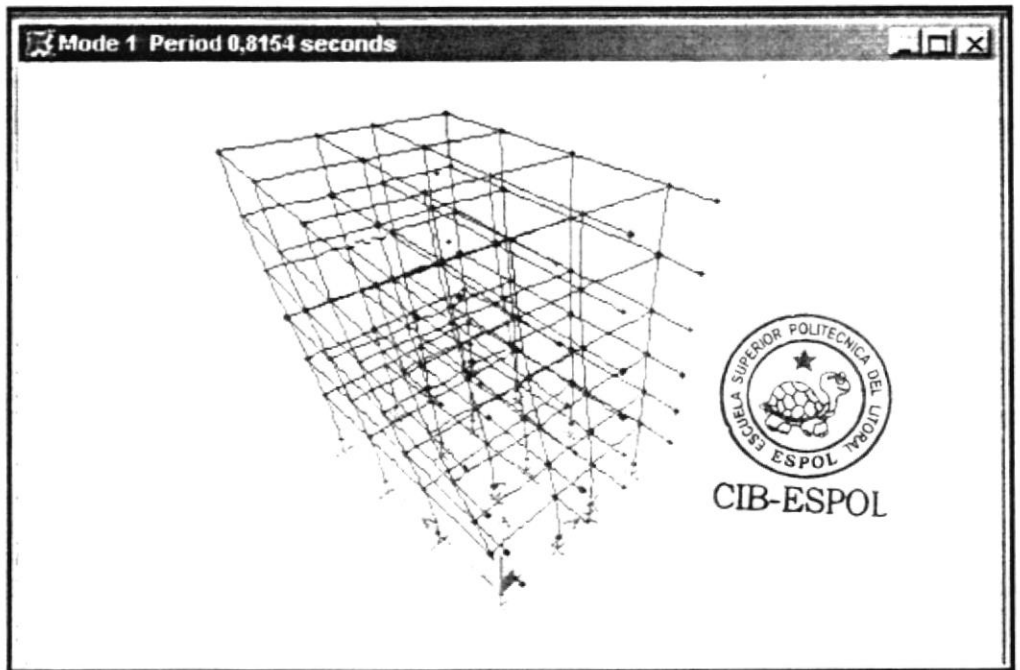 Mode 1 Period 0,8154 seconds
ESCUELA SUPERIOR POLITECNICA DEL LITORAL
ESPOL
CIB-ESPOL